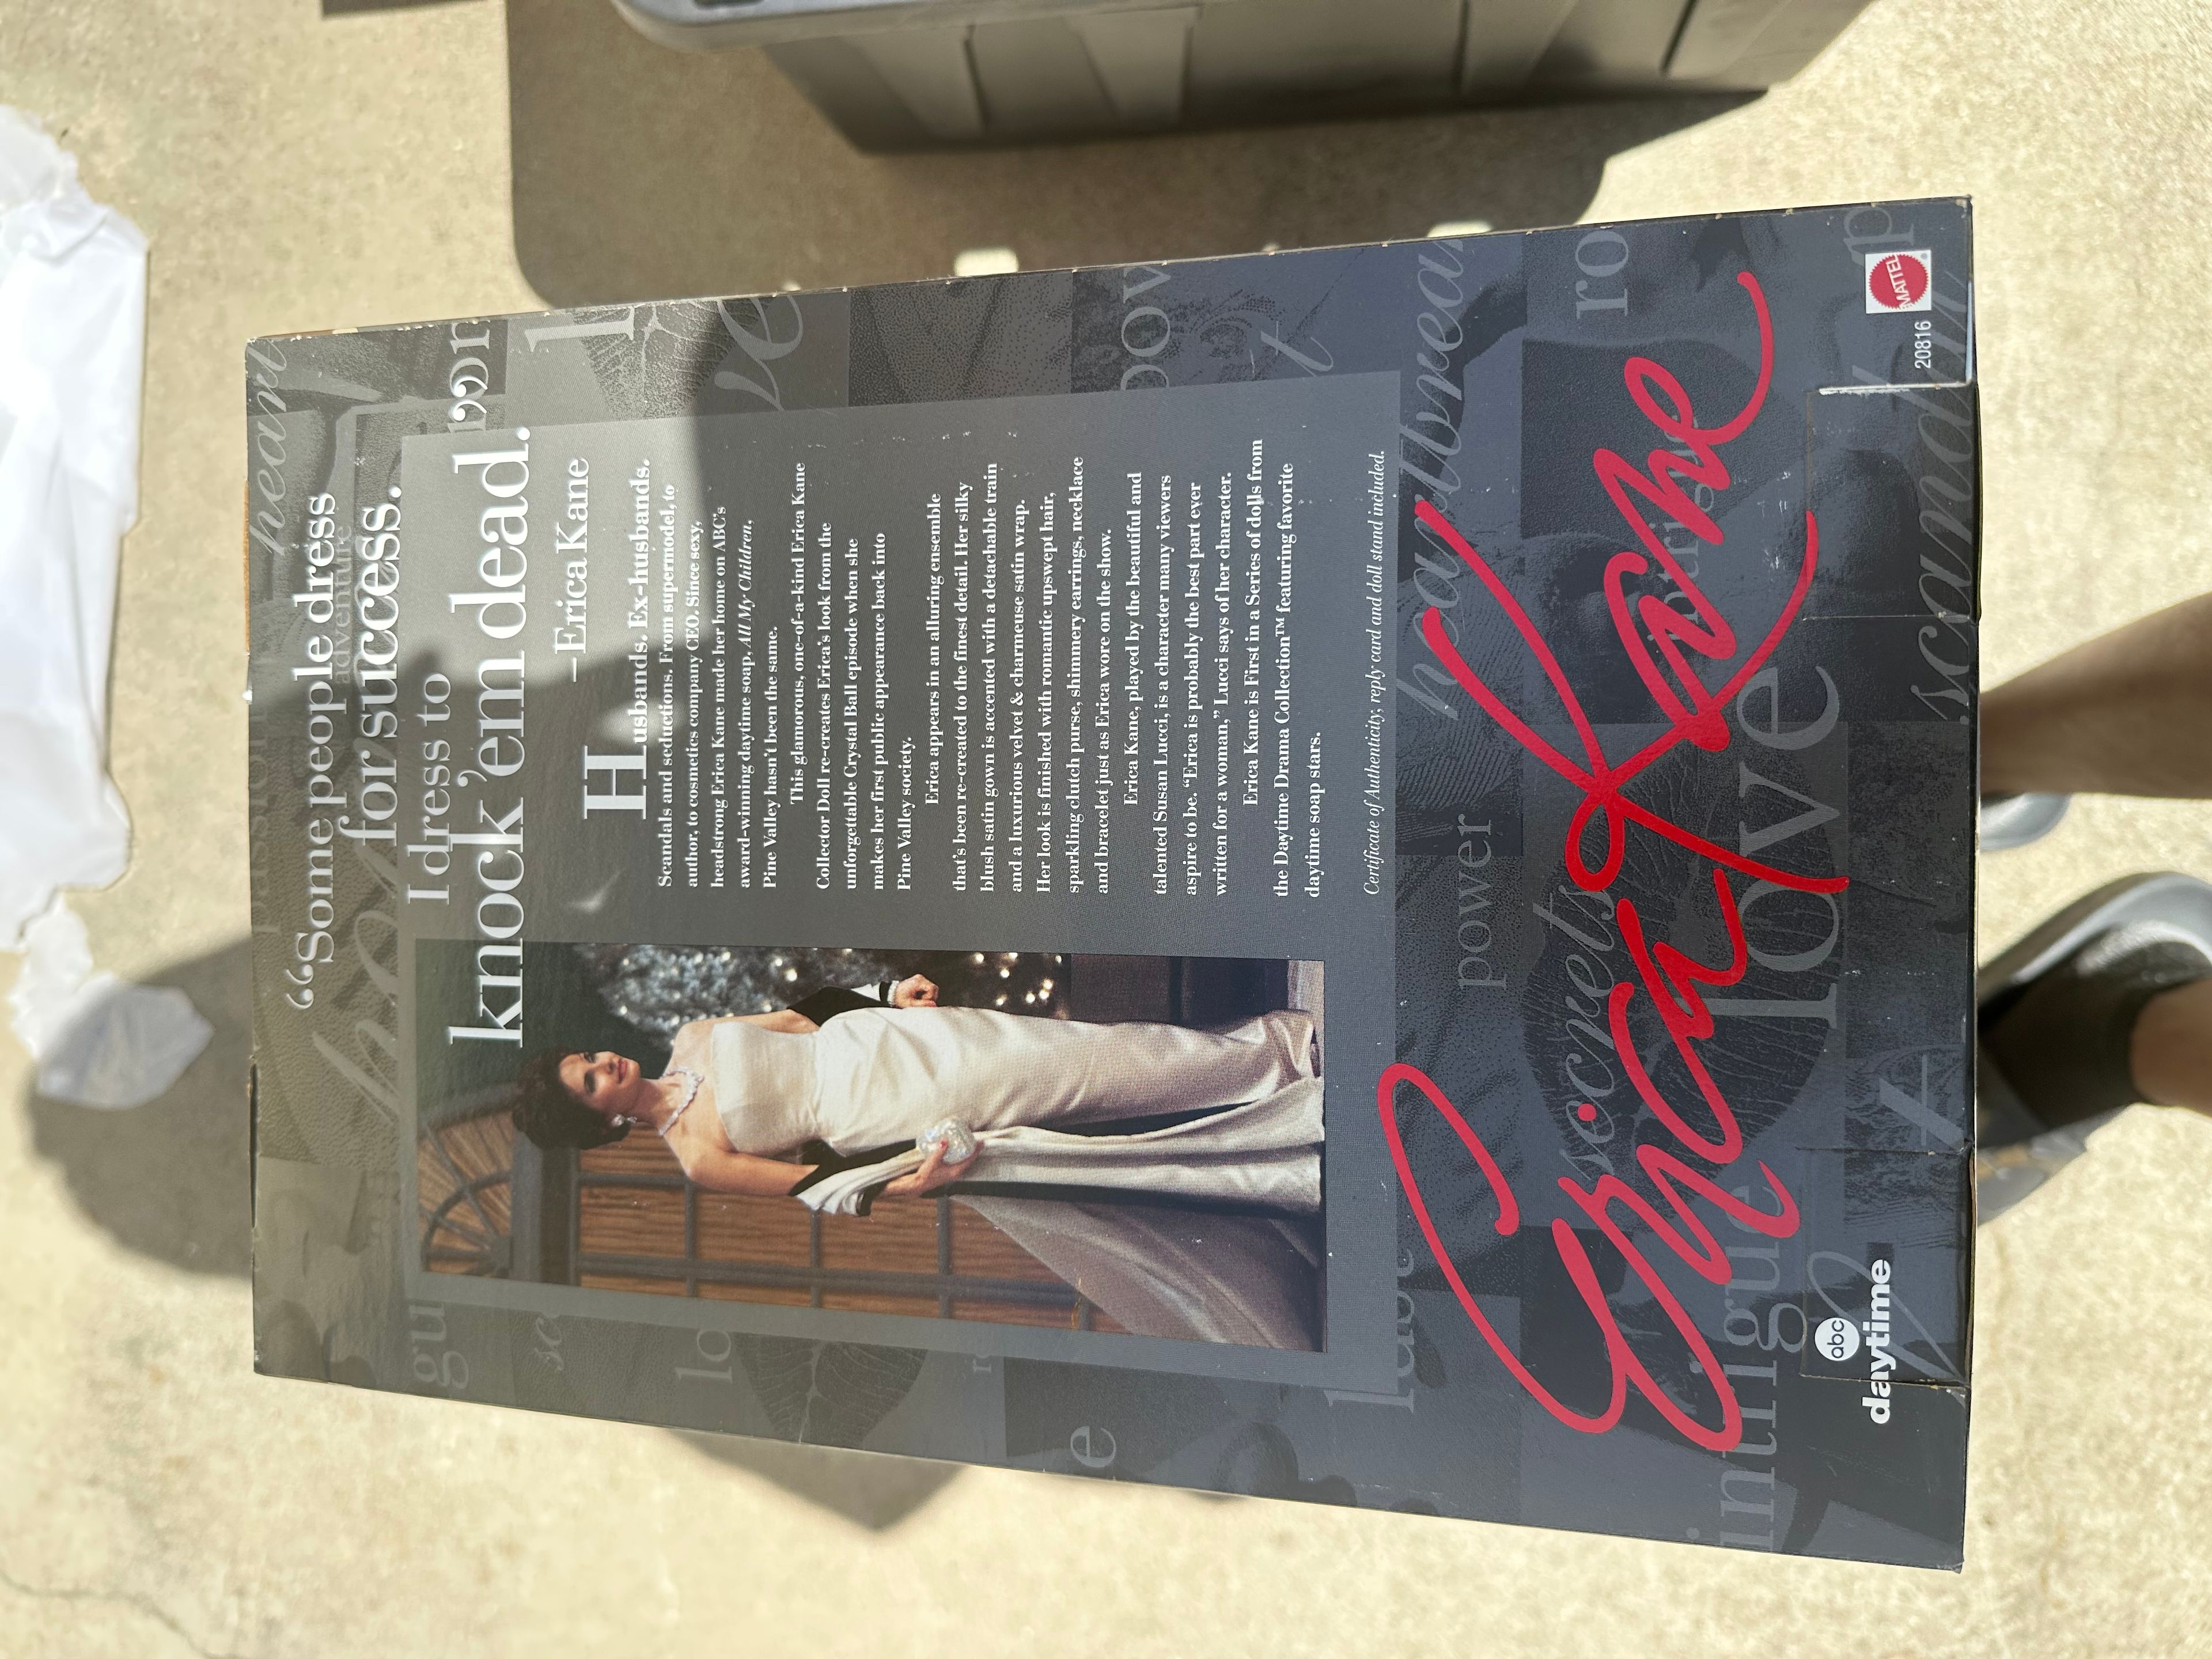 “Some people dress
for success.
I dress to
knock ’em dead.”
–Erica Kane
Husbands. Ex-husbands.
Scandals and seductions. From supermodel, to
author, to cosmetics company CEO. Since sexy,
headstrong Erica Kane made her home on ABC's
award-winning daytime soap, All My Children,
Pine Valley hasn't been the same.
This glamorous, one-of-a-kind Erica Kane
Collector Doll re-creates Erica's look from the
unforgettable Crystal Ball episode when she
makes her first public appearance back into
Pine Valley society.
Erica appears in an alluring ensemble
that's been re-created to the finest detail. Her silky
blush satin gown is accented with a detachable train
and a luxurious velvet & charmeuse satin wrap.
Her look is finished with romantic upswept hair,
sparkling clutch purse, shimmery earrings, necklace
and bracelet just as Erica wore on the show.
Erica Kane, played by the beautiful and
talented Susan Lucci, is a character many viewers
aspire to be. “Erica is probably the best part ever
written for a woman,” Lucci says of her character.
Erica Kane is First in a Series of dolls from
the Daytime Drama Collection™ featuring favorite
daytime soap stars.
Certificate of Authenticity, reply card and doll stand included.
adventure
power
secrets
love
intrigue
scandal
Erica Kane
abc
daytime
20816
MATTEL